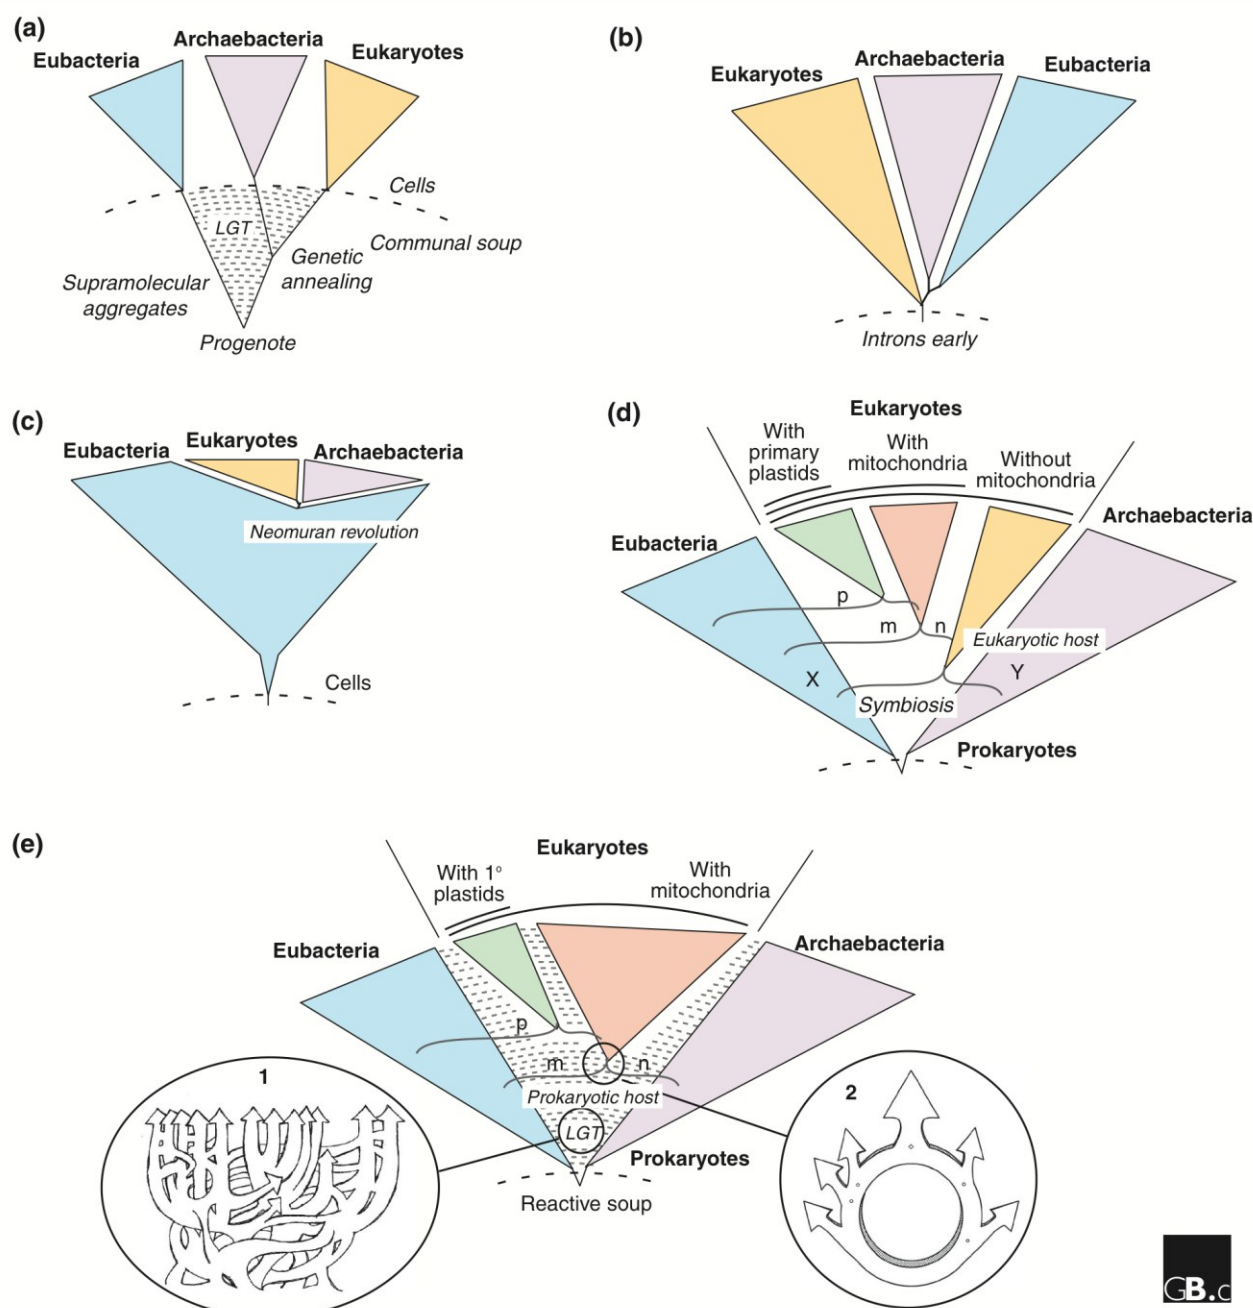 (a)
Eubacteria
Archaebacteria
Eukaryotes
Cells
LGT
Communal soup
Genetic
annealing
Supramolecular
aggregates
Progenote
(b)
Eukaryotes
Archaebacteria
Eubacteria
Introns early
(c)
Eubacteria
Eukaryotes
Archaebacteria
Neomuran revolution
Cells
(d)
Eukaryotes
With
primary
plastids
With
mitochondria
Without
mitochondria
Eubacteria
Archaebacteria
p
m
n
Eukaryotic host
X
Y
Symbiosis
Prokaryotes
(e)
Eukaryotes
With 1°
plastids
With
mitochondria
Eubacteria
Archaebacteria
p
m
n
Prokaryotic host
LGT
Prokaryotes
Reactive soup
1
2
GB.c